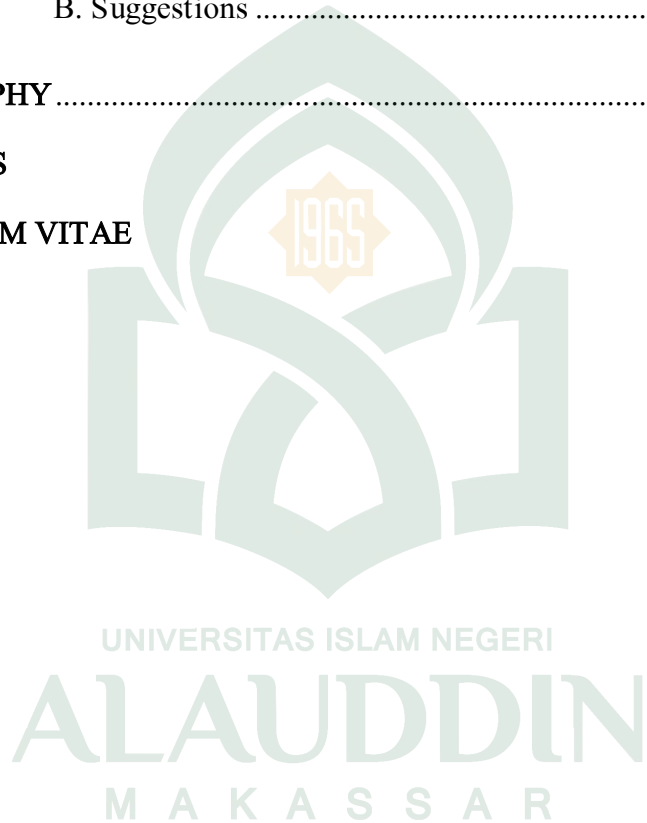 B. Suggestions ................................................
PHY ................................................................
S
M VITAE
1965
UNIVERSITAS ISLAM NEGERI
ALAUDDIN
M A K A S S A R